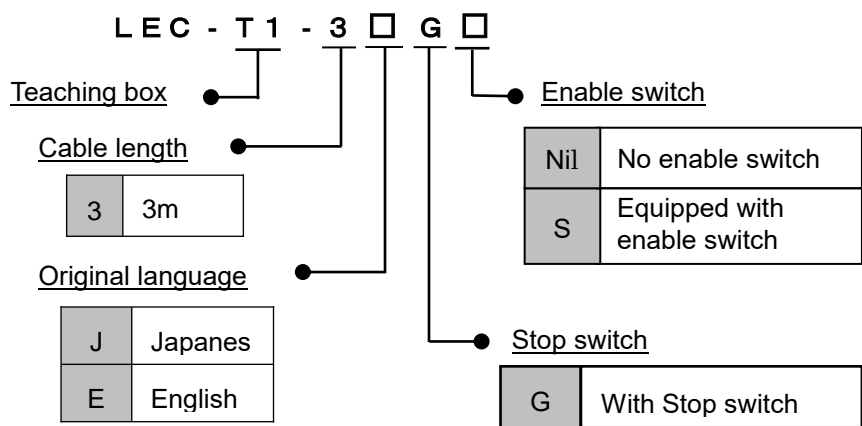 LEC - T1 - 3 □ G □
Teaching box
Enable switch
Cable length
Nil No enable switch
S Equipped with
enable switch
3 3m
Original language
J Japanes
E English
Stop switch
G With Stop switch